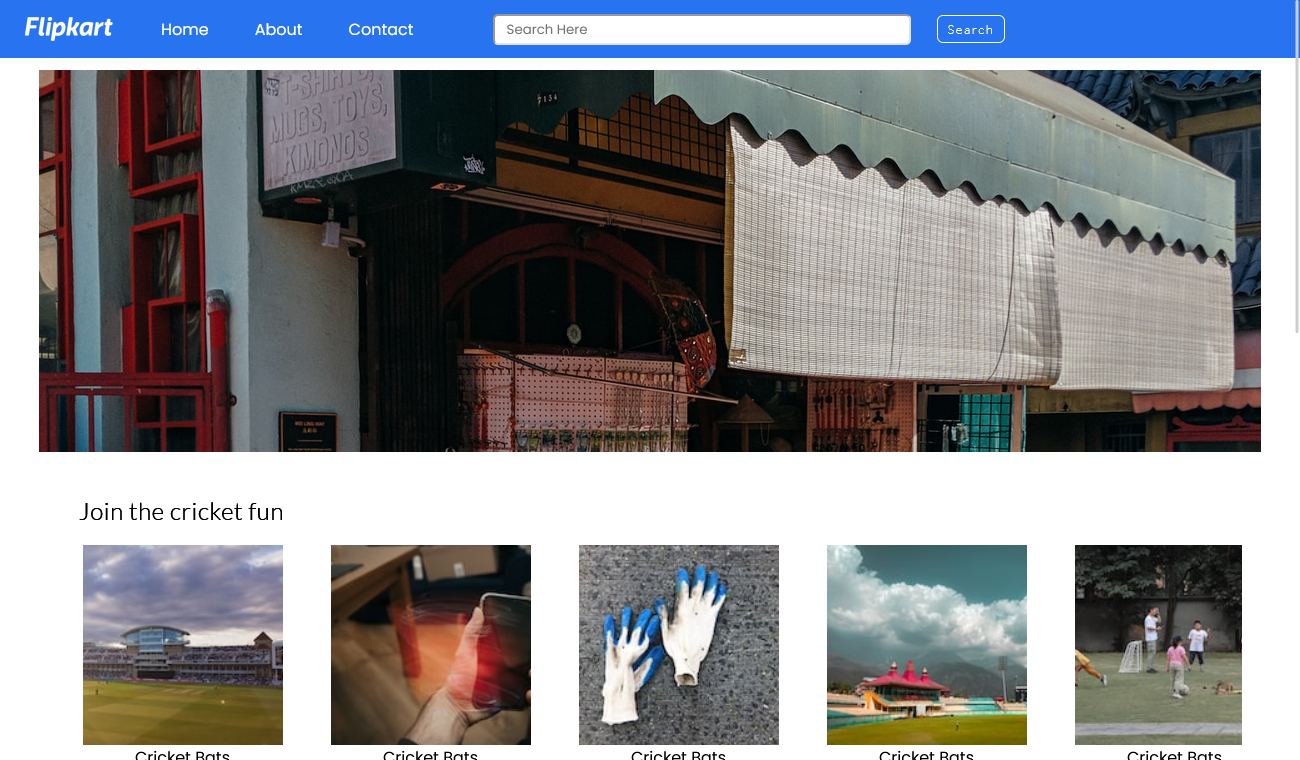 Flipkart Home About Contact Search Here Search
T-SHIRTS,
MUGS, TOYS,
KIMONOS
7134
Join the cricket fun
Cricket Bats Cricket Bats Cricket Bats Cricket Bats Cricket Bats